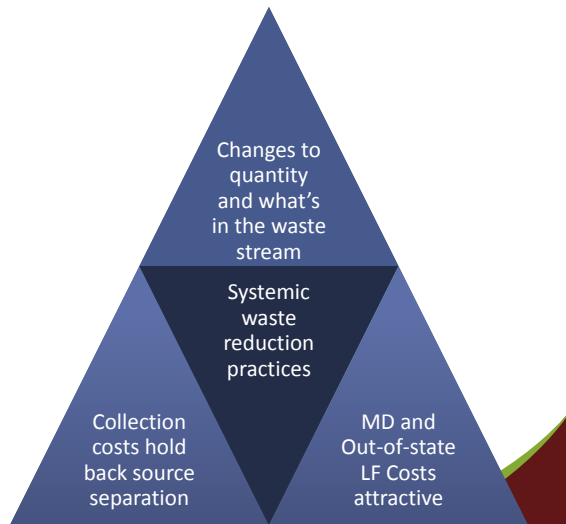 Changes to
quantity
and what's
in the waste
stream
Systemic
waste
reduction
practices
Collection
costs hold
back source
separation
MD and
Out-of-state
LF Costs
attractive